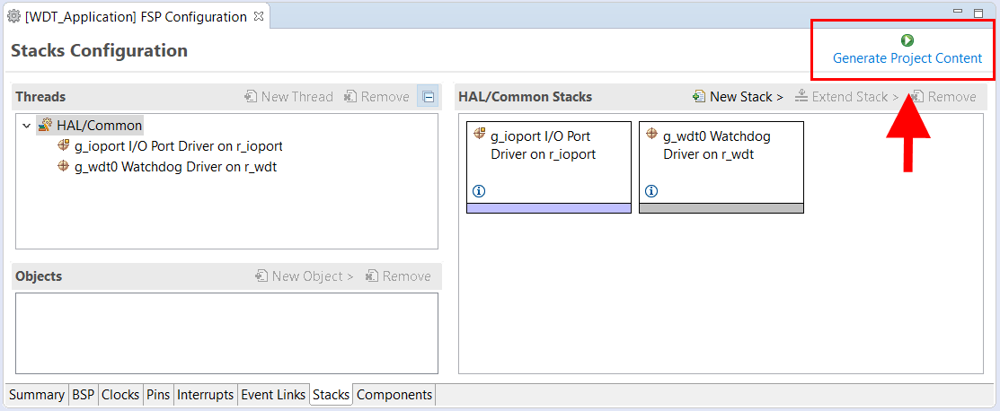 [WDT_Application] FSP Configuration
Stacks Configuration
Generate Project Content
Threads
New Thread
Remove
HAL/Common
g_ioport I/O Port Driver on r_ioport
g_wdt0 Watchdog Driver on r_wdt
Objects
New Object >
Remove
HAL/Common Stacks
New Stack >
Extend Stack >
Remove
g_ioport I/O Port
Driver on r_ioport
g_wdt0 Watchdog
Driver on r_wdt
Summary BSP Clocks Pins Interrupts Event Links Stacks Components